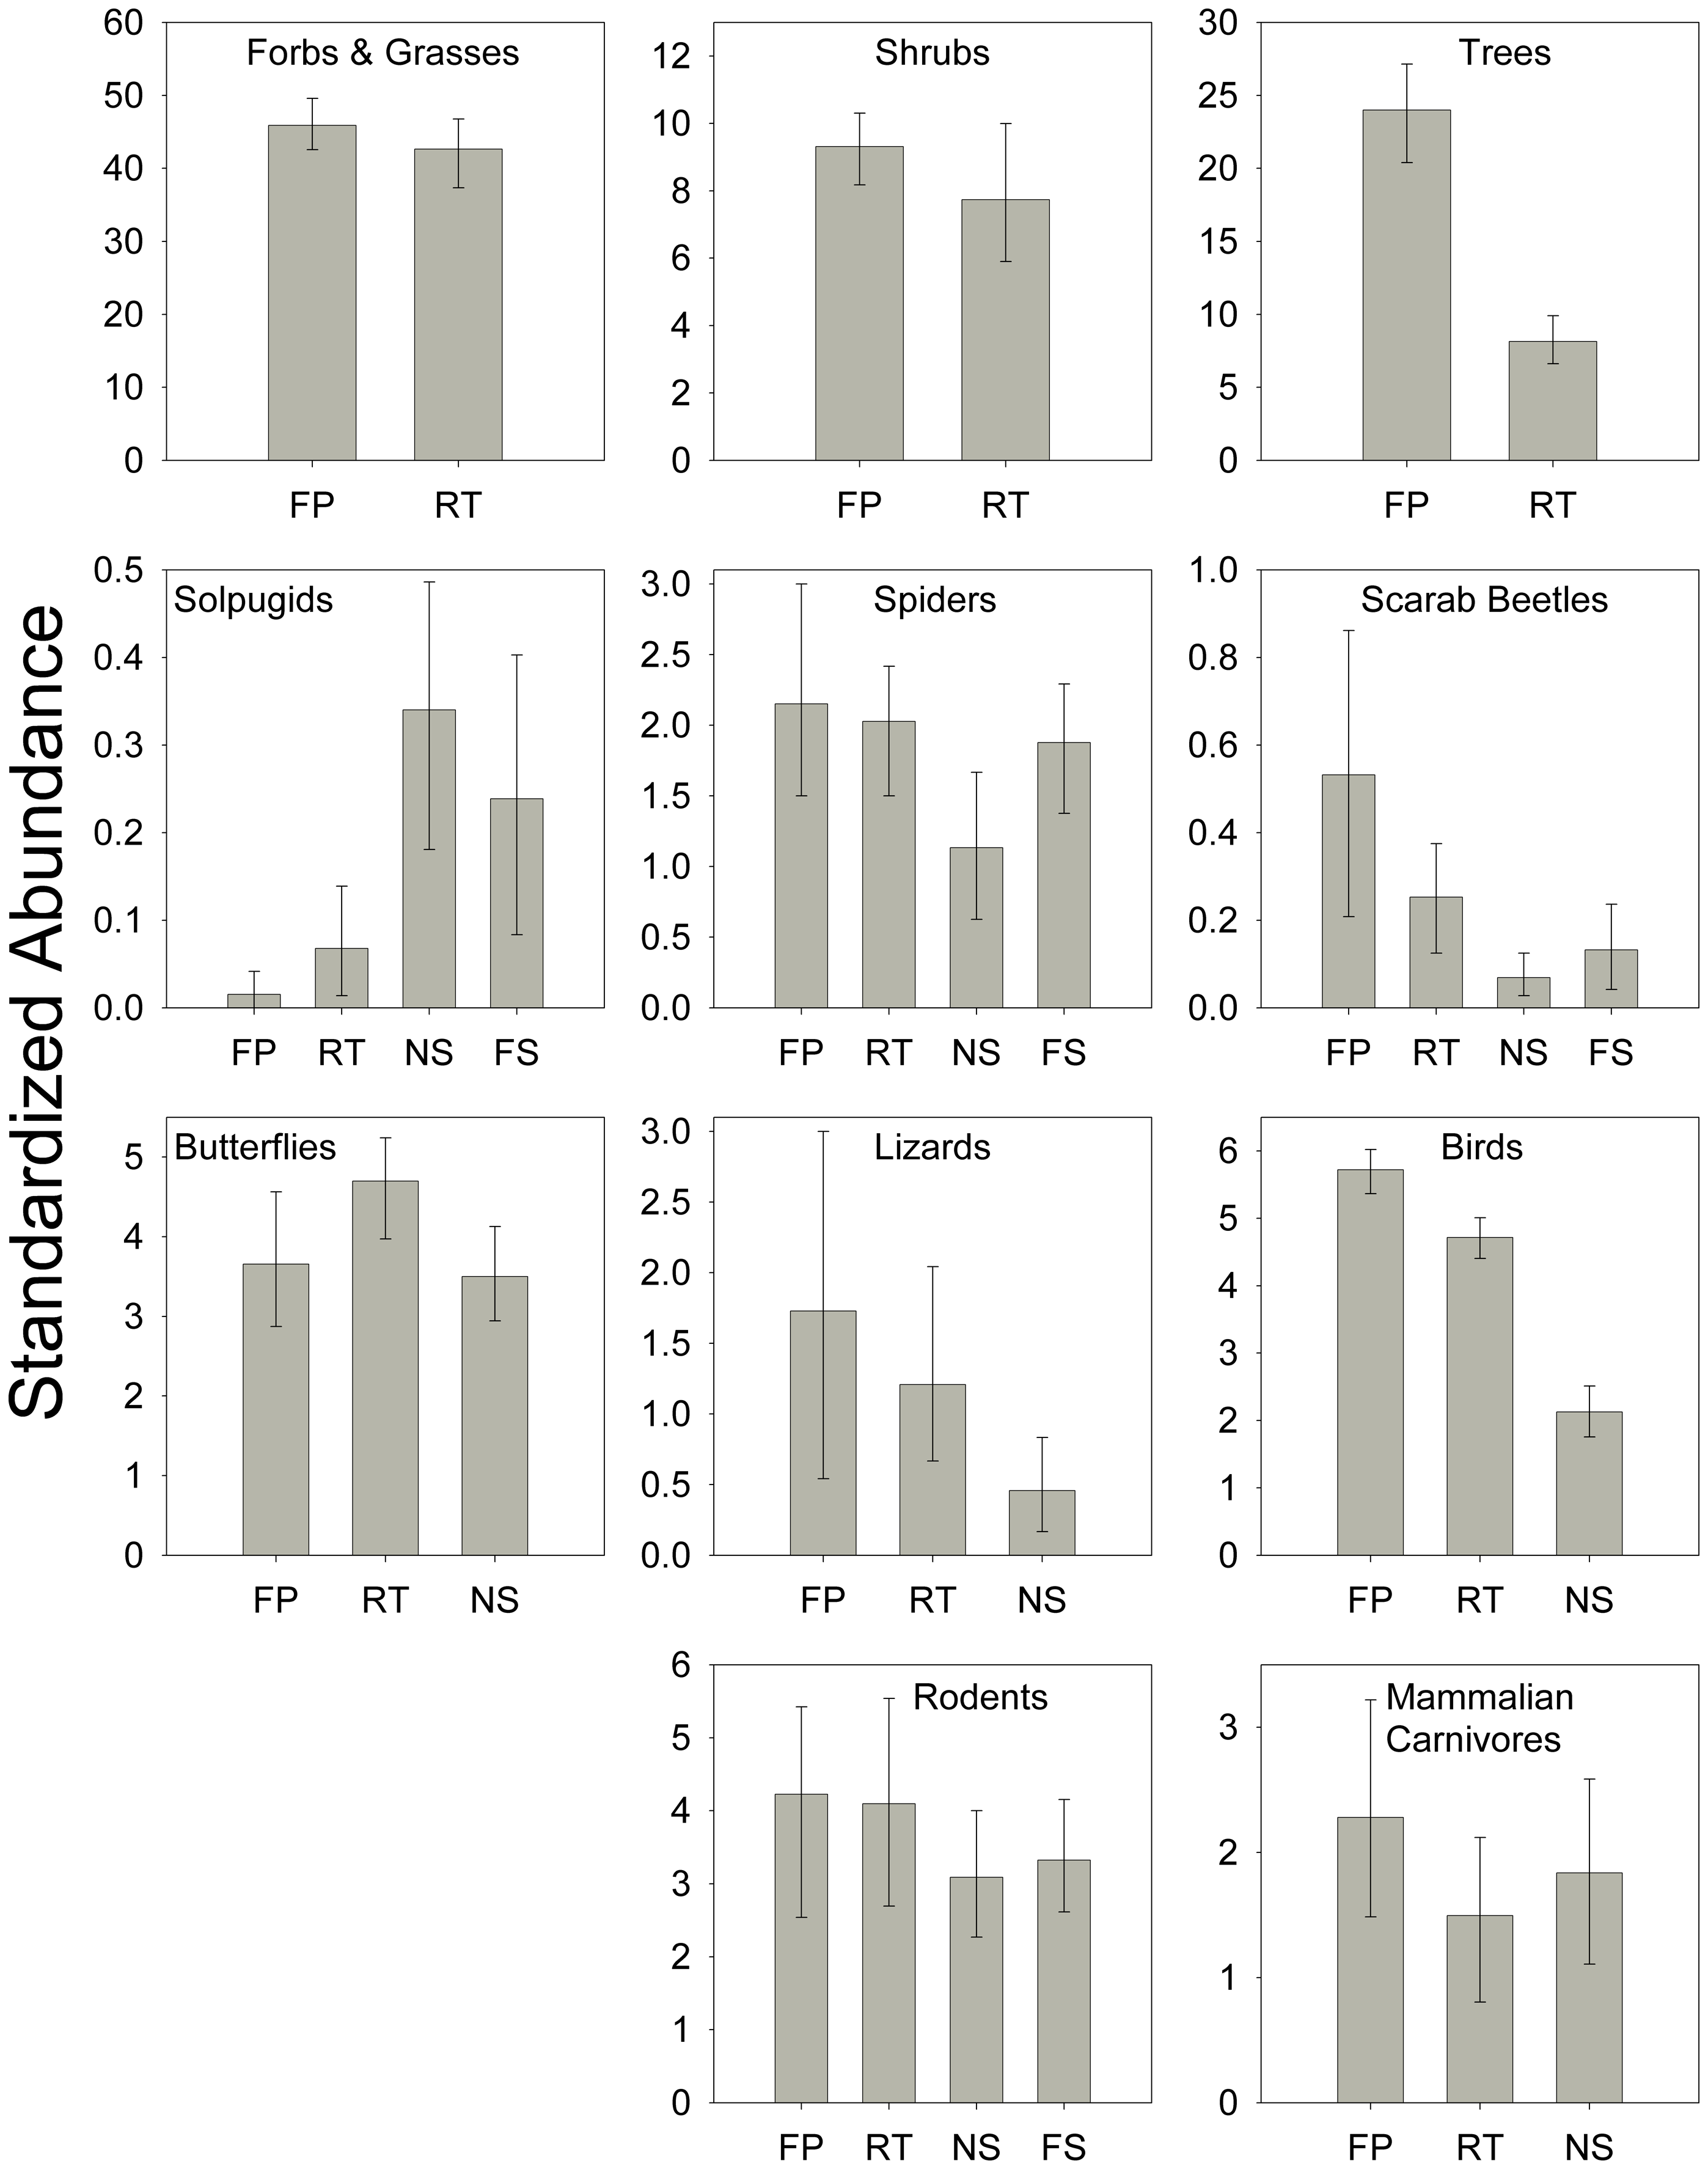 Standardized Abundance
Forbs & Grasses
60
50
40
30
20
10
0
FP RT
Shrubs
12
10
8
6
4
2
0
FP RT
Trees
30
25
20
15
10
5
0
FP RT
Solpugids
0.5
0.4
0.3
0.2
0.1
0.0
FP RT NS FS
Spiders
3.0
2.5
2.0
1.5
1.0
0.5
0.0
FP RT NS FS
Scarab Beetles
1.0
0.8
0.6
0.4
0.2
0.0
FP RT NS FS
Butterflies
5
4
3
2
1
0
FP RT NS
Lizards
3.0
2.5
2.0
1.5
1.0
0.5
0.0
FP RT NS
Birds
6
5
4
3
2
1
0
FP RT NS
Rodents
6
5
4
3
2
1
0
FP RT NS FS
Mammalian
Carnivores
3
2
1
0
FP RT NS